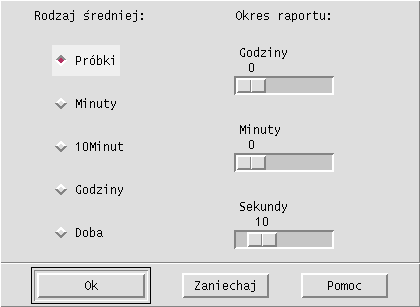 Rodzaj średniej: Okres raportu:
Próbki
Minuty
10Minut
Godziny
Doba
Godziny
0
Minuty
0
Sekundy
10
Ok Zaniechaj Pomoc